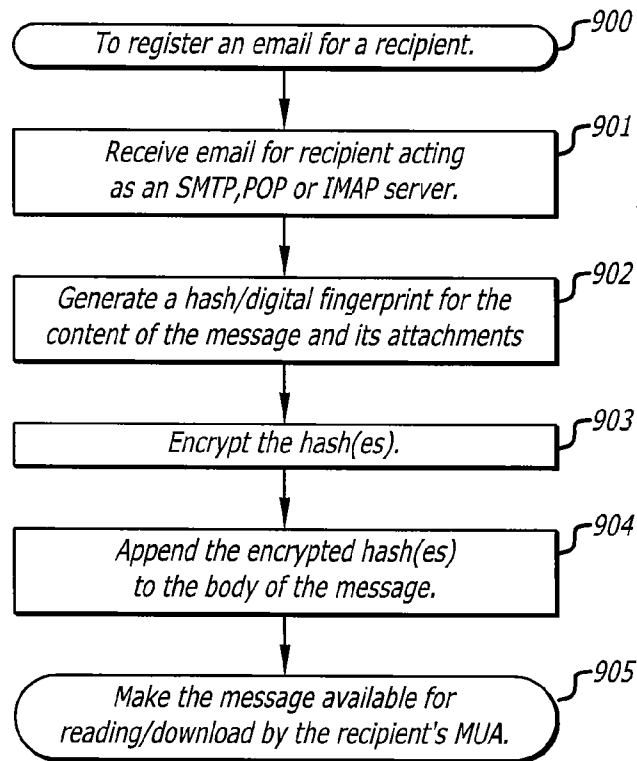 900
To register an email for a recipient.
901
Receive email for recipient acting
as an SMTP,POP or IMAP server.
902
Generate a hash/digital fingerprint for the
content of the message and its attachments
903
Encrypt the hash(es).
904
Append the encrypted hash(es)
to the body of the message.
905
Make the message available for
reading/download by the recipient's MUA.